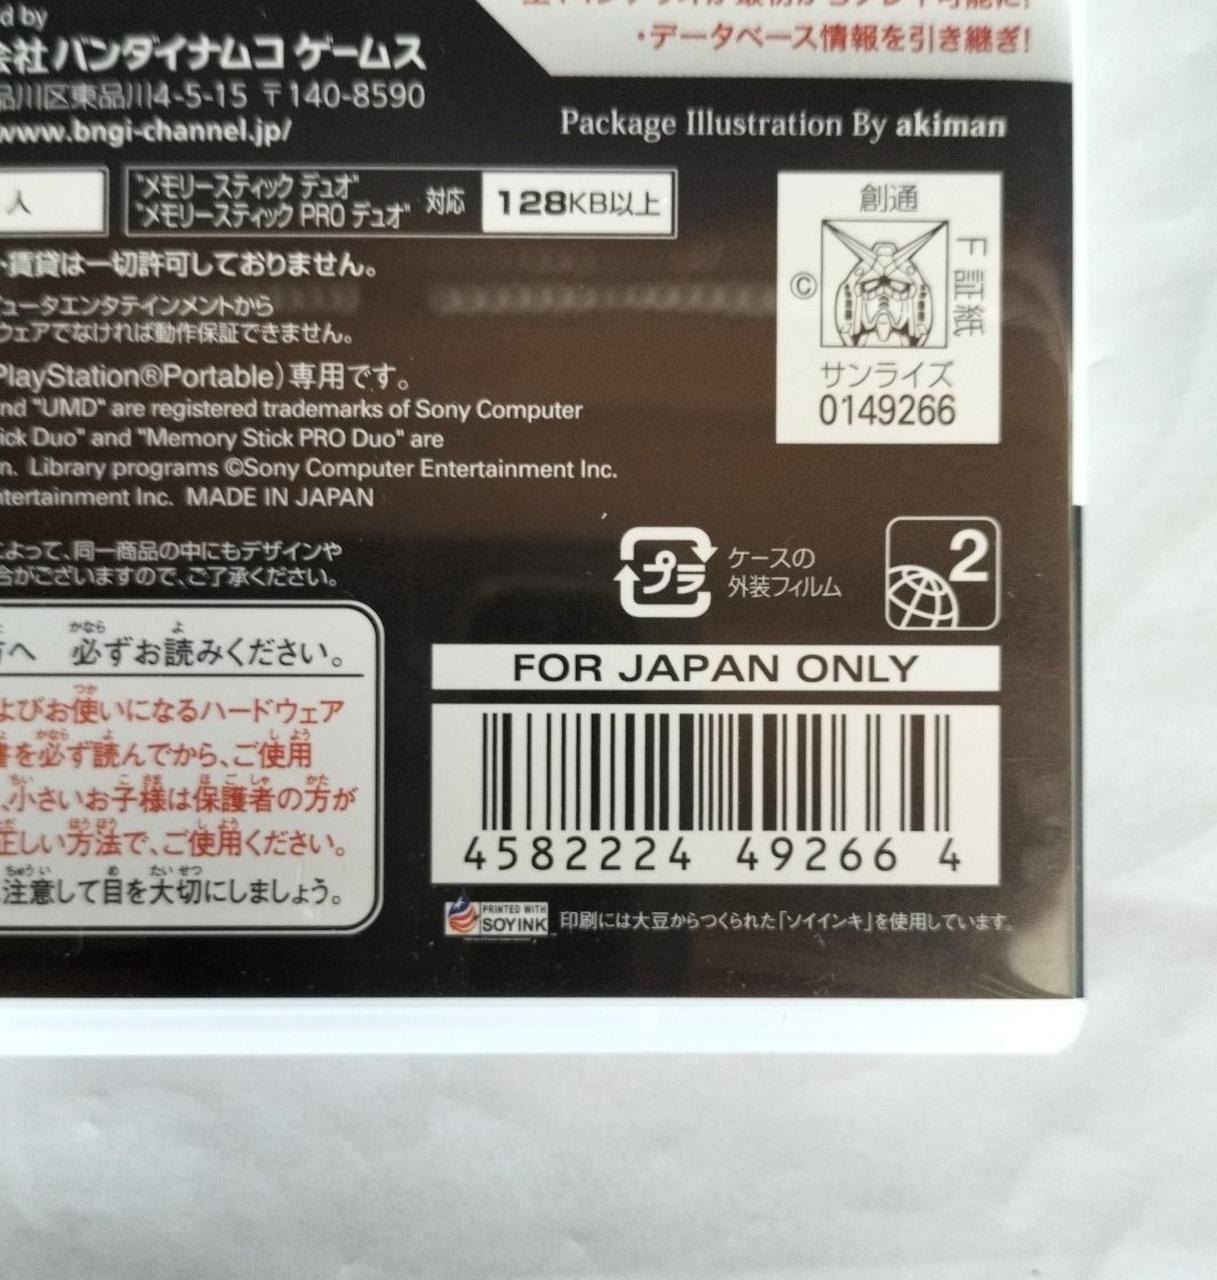 ・データベース情報を引き継ぎ!
d by
会社バンダイナムコ ゲームス
品川区東品川4-5-15 〒140-8590
www.bngi-channel.jp/
Package Illustration By akiman
人
"メモリースティック デュオ"
"メモリースティック PRO デュオ"
対応
128KB以上
創通
©
F証紙
サンライズ
0149266
ト賃貸は一切許可しておりません。
ュータエンタテインメントから
ウェアでなければ動作保証できません。
PlayStation®Portable)専用です。
nd "UMD" are registered trademarks of Sony Computer
ick Duo" and "Memory Stick PRO Duo" are
n. Library programs ©Sony Computer Entertainment Inc.
ntertainment Inc. MADE IN JAPAN
によって、同一商品の中にもデザインや
合がございますので、ご了承ください。
プラ
ケースの
外装フィルム
2
方へ 必ずお読みください。
よびお使いになるハードウェア
書を必ず読んでから、ご使用
、小さいお子様は保護者の方が
正しい方法で、ご使用ください。
注意して目を大切にしましょう。
FOR JAPAN ONLY
4582224 49266 4
PRINTED WITH
SOY INK
印刷には大豆からつくられた「ソイインキ」を使用しています。